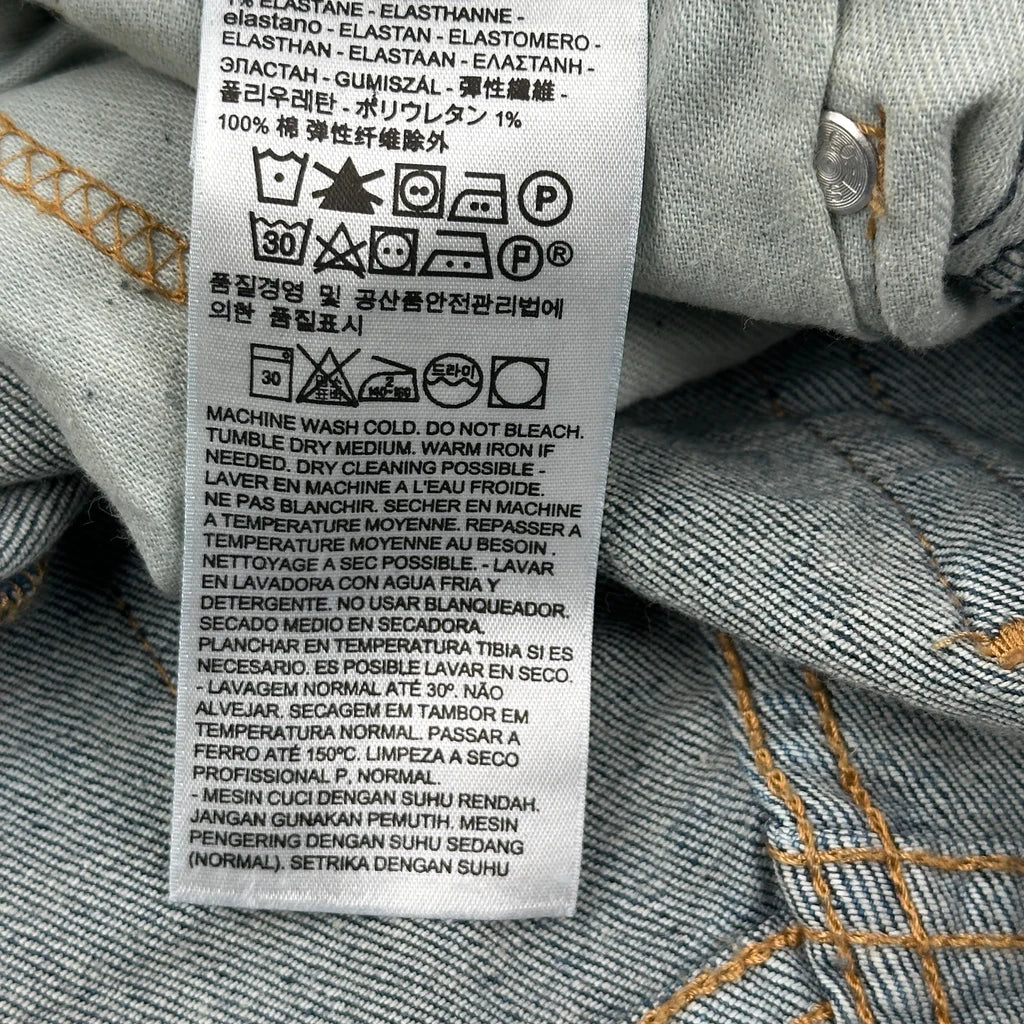 1% ELASTANE - ELASTHANNE -
elastano - ELASTAN - ELASTOMERO -
ELASTHAN - ELASTAAN - ΕΛΑΣΤΑΝΗ -
ЭПАСТАН - GUMISZÁL - 彈性纖維 -
폴리우레탄 - ポリウレタン 1%
100% 棉 弹性纤维除外
P
30 P ®
품질경영 및 공산품안전관리법에
의한 품질표시
30 2 140~160 드라이
MACHINE WASH COLD. DO NOT BLEACH.
TUMBLE DRY MEDIUM. WARM IRON IF
NEEDED. DRY CLEANING POSSIBLE -
LAVER EN MACHINE A L'EAU FROIDE.
NE PAS BLANCHIR. SECHER EN MACHINE
A TEMPERATURE MOYENNE. REPASSER A
TEMPERATURE MOYENNE AU BESOIN .
NETTOYAGE A SEC POSSIBLE. - LAVAR
EN LAVADORA CON AGUA FRIA Y
DETERGENTE. NO USAR BLANQUEADOR.
SECADO MEDIO EN SECADORA.
PLANCHAR EN TEMPERATURA TIBIA SI ES
NECESARIO. ES POSIBLE LAVAR EN SECO.
- LAVAGEM NORMAL ATÉ 30º. NÃO
ALVEJAR. SECAGEM EM TAMBOR EM
TEMPERATURA NORMAL. PASSAR A
FERRO ATÉ 150ºC. LIMPEZA A SECO
PROFISSIONAL P. NORMAL.
- MESIN CUCI DENGAN SUHU RENDAH.
JANGAN GUNAKAN PEMUTIH. MESIN
PENGERING DENGAN SUHU SEDANG
(NORMAL). SETRIKA DENGAN SUHU